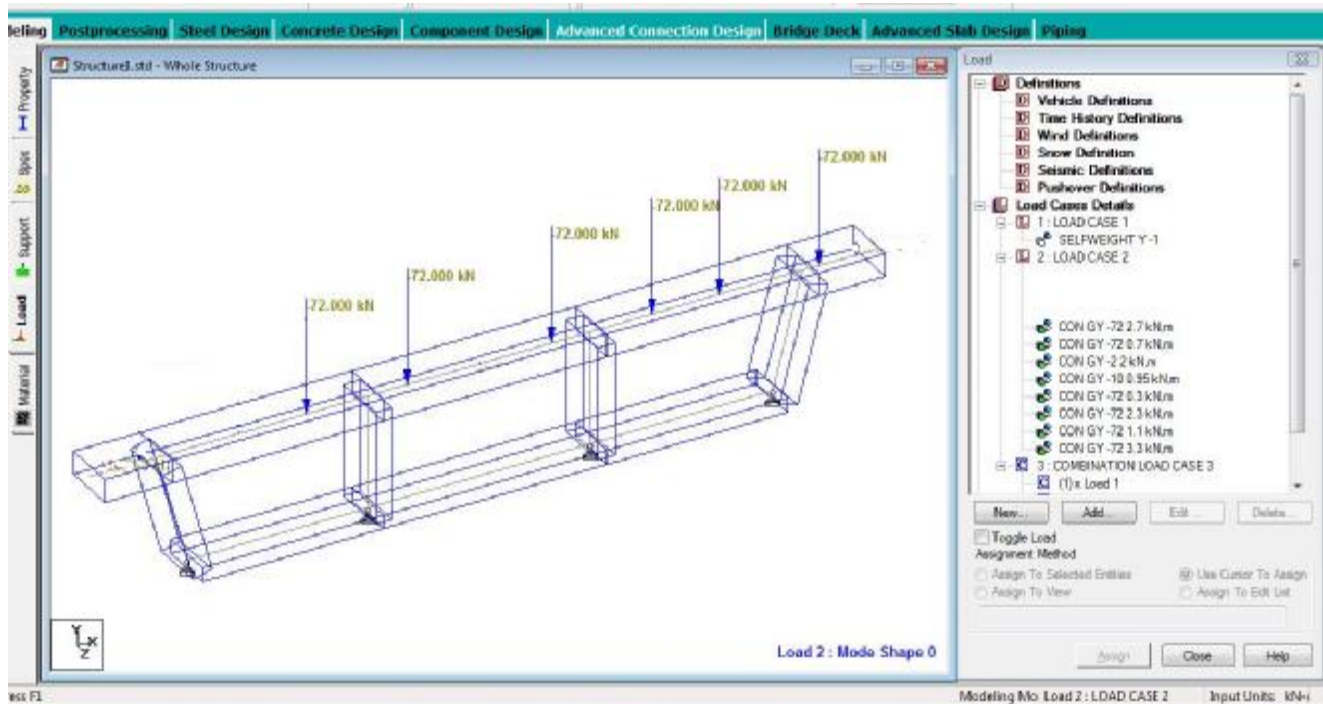 eling Postprocessing Steel Design Concrete Design Component Design Advanced Connection Design Bridge Deck Advanced Slab Design Piping
Property
Spec
Support
Load
Material
Structure1.std - Whole Structure
-72.000 kN
-72.000 kN
-72.000 kN
-72.000 kN
-72.000 kN
-72.000 kN
Y
X
Z
Load 2 : Mode Shape 0
Load
Definitions
Vehicle Definitions
Time History Definitions
Wind Definitions
Snow Definition
Seismic Definitions
Pushover Definitions
Load Cases Details
1 : LOAD CASE 1
SELFWEIGHT Y -1
2 : LOAD CASE 2
CON GY -72 2.7 kN,m
CON GY -72 0.7 kN,m
CON GY -2 2 kN,m
CON GY -10 0.95 kN,m
CON GY -72 0.3 kN,m
CON GY -72 2.3 kN,m
CON GY -72 1.1 kN,m
CON GY -72 3.3 kN,m
3 : COMBINATION LOAD CASE 3
(1) x Load 1
New... Add... Edit ... Delete...
Toggle Load
Assignment Method
Assign To Selected Entities Use Cursor To Assign
Assign To View Assign To Edit List
Assign Close Help
ess F1
Modeling Mo Load 2 : LOAD CASE 2 Input Units: kN-